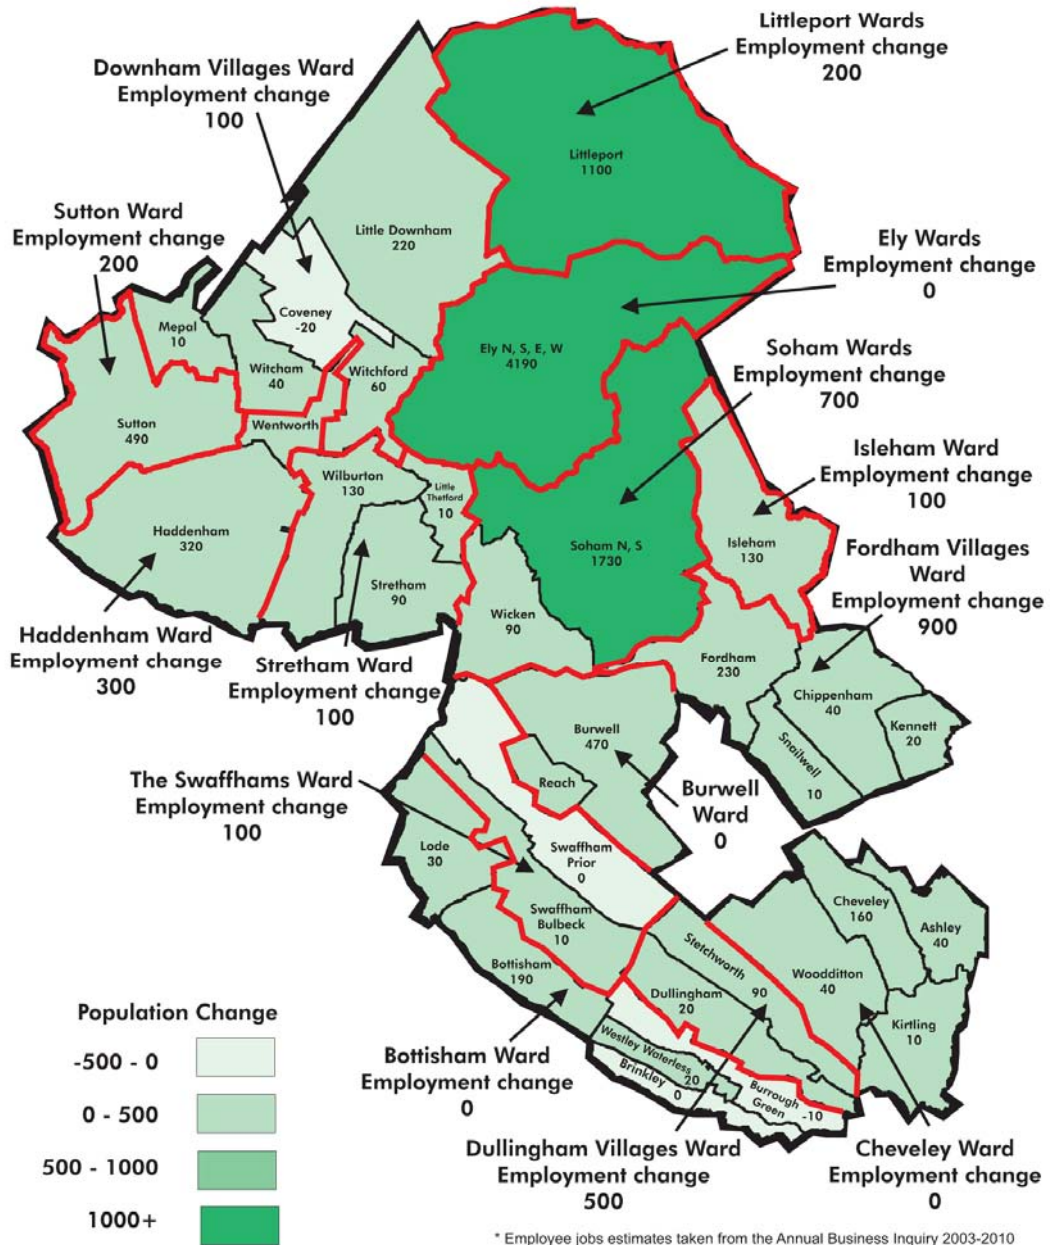 Littleport Wards
Employment change
200
Downham Villages Ward
Employment change
100
Littleport
1100
Sutton Ward
Employment change
200
Little Downham
220
Ely Wards
Employment change
0
Coveney
-20
Mepal
10
Ely N, S, E, W
4190
Witcham
40
Witchford
60
Soham Wards
Employment change
700
Sutton
490
Wentworth
Wilburton
130
Little
Thetford
10
Isleham Ward
Employment change
100
Haddenham
320
Soham N, S
1730
Isleham
130
Stretham
90
Fordham Villages
Ward
Employment change
900
Wicken
90
Haddenham Ward
Employment change
300
Stretham Ward
Employment change
100
Fordham
230
Chippenham
40
Kennett
20
Snailwell
10
Burwell
470
Reach
The Swaffhams Ward
Employment change
100
Burwell
Ward
0
Lode
30
Swaffham
Prior
0
Cheveley
160
Ashley
40
Swaffham
Bulbeck
10
Stetchworth
90
Bottisham
190
Woodditton
40
Dullingham
20
Kirtling
10
Westley Waterless
20
Brinkley
0
Burrough
Green
-10
Population Change
-500 - 0
0 - 500
500 - 1000
1000+
Bottisham Ward
Employment change
0
Dullingham Villages Ward
Employment change
500
Cheveley Ward
Employment change
0
* Employee jobs estimates taken from the Annual Business Inquiry 2003-2010